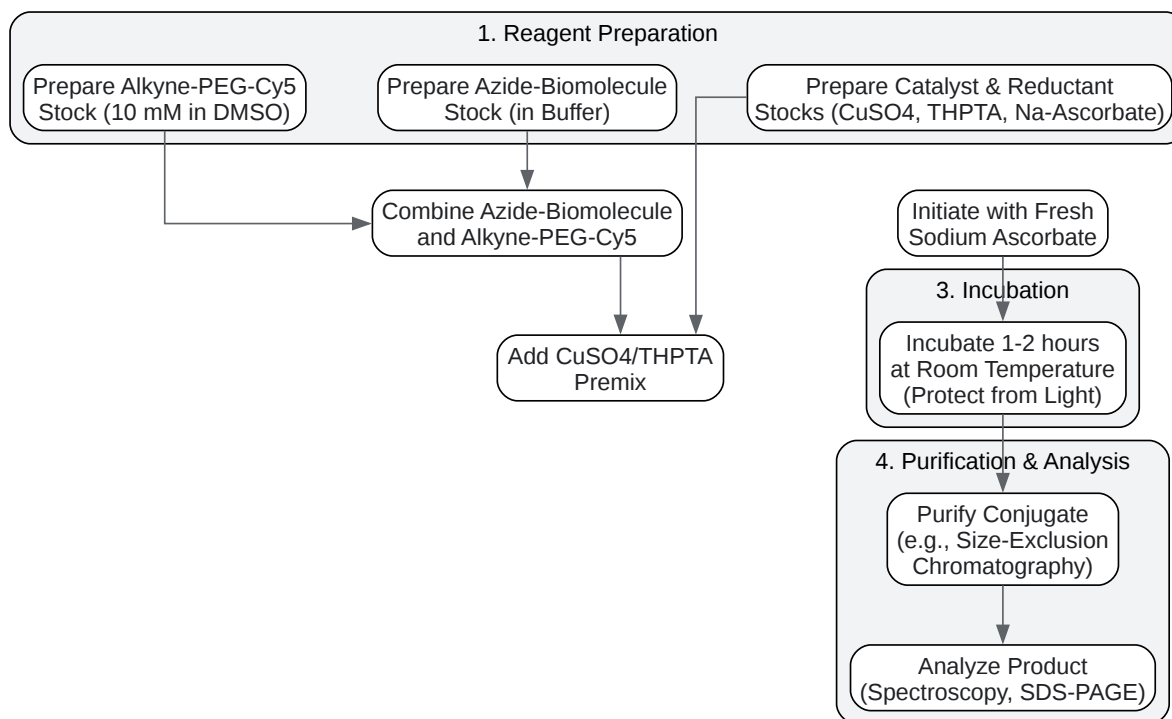 1. Reagent Preparation
Prepare Alkyne-PEG-Cy5
Stock (10 mM in DMSO)
Prepare Azide-Biomolecule
Stock (in Buffer)
Prepare Catalyst & Reductant
Stocks (CuSO4, THPTA, Na-Ascorbate)
Combine Azide-Biomolecule
and Alkyne-PEG-Cy5
Initiate with Fresh
Sodium Ascorbate
Add CuSO4/THPTA
Premix
3. Incubation
Incubate 1-2 hours
at Room Temperature
(Protect from Light)
4. Purification & Analysis
Purify Conjugate
(e.g., Size-Exclusion
Chromatography)
Analyze Product
(Spectroscopy, SDS-PAGE)